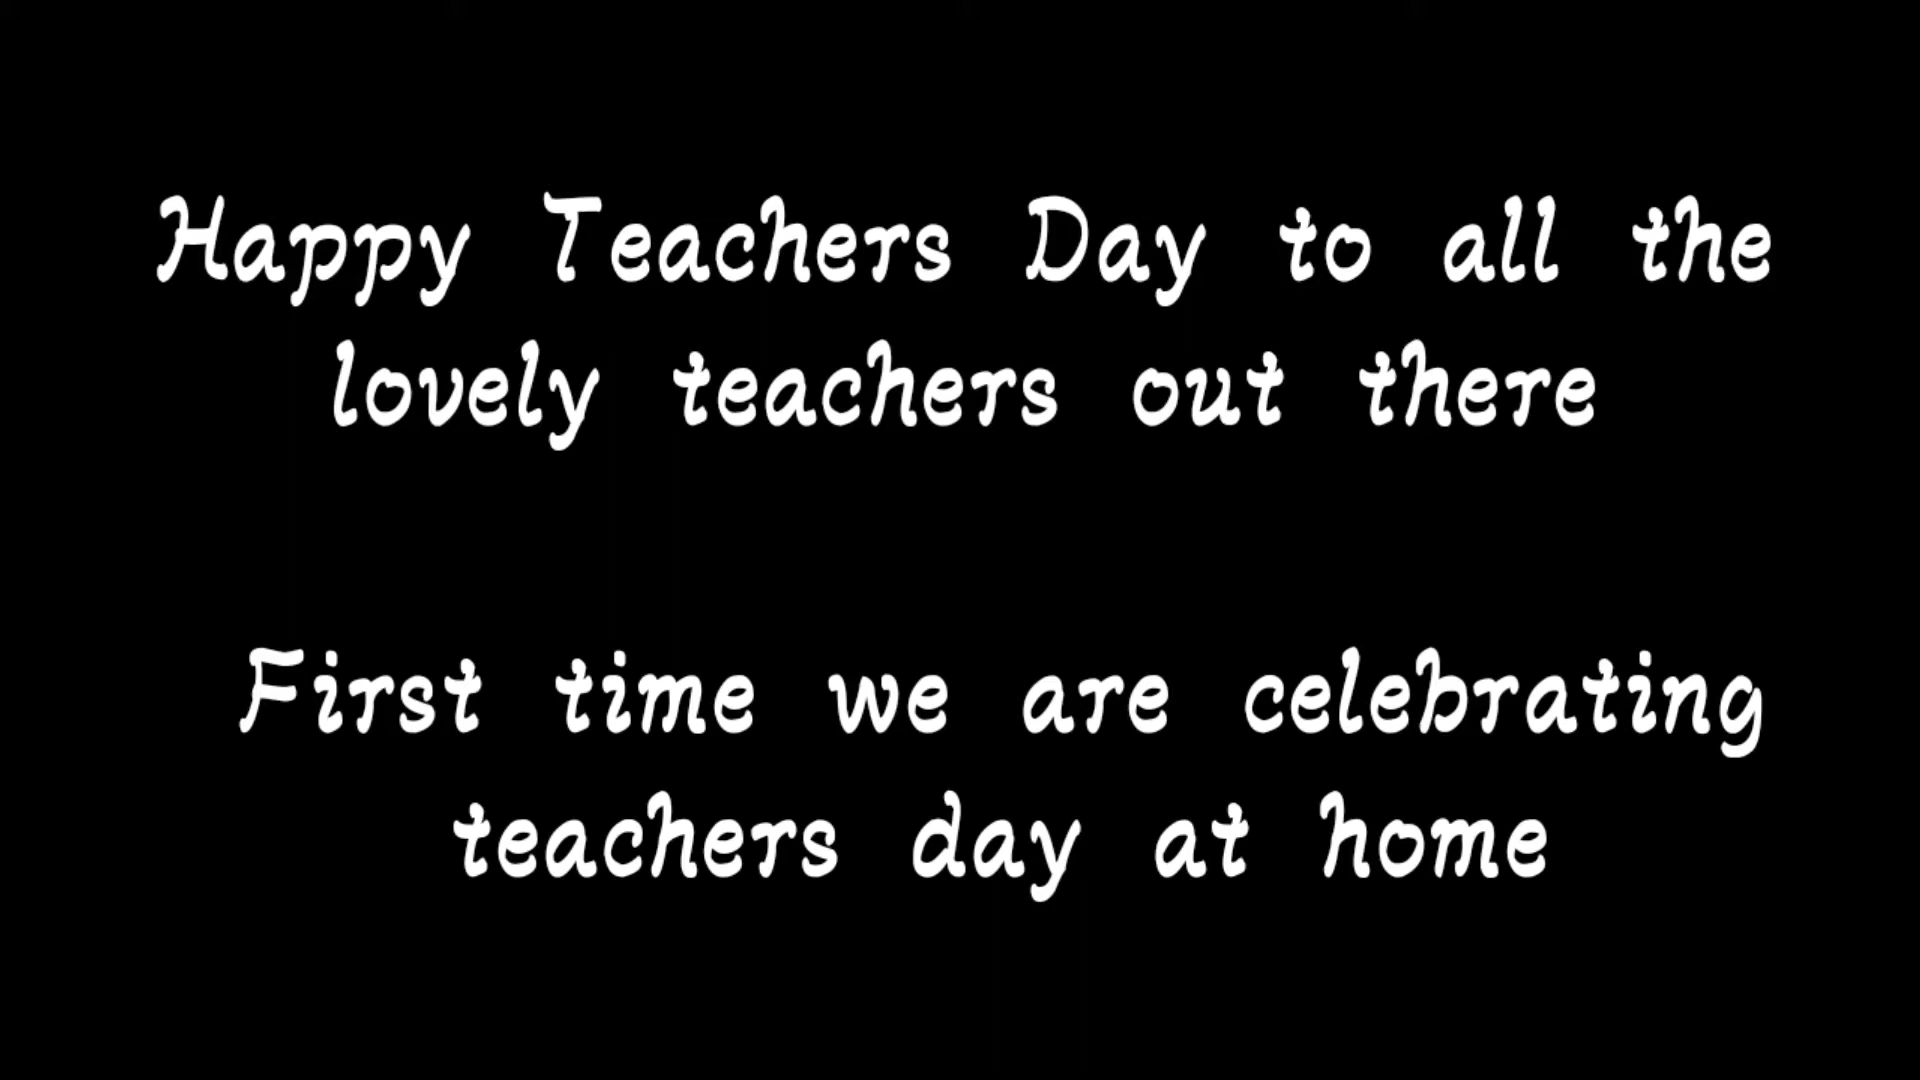 Happy Teachers Day to all the
lovely teachers out there
First time we are celebrating
teachers day at home